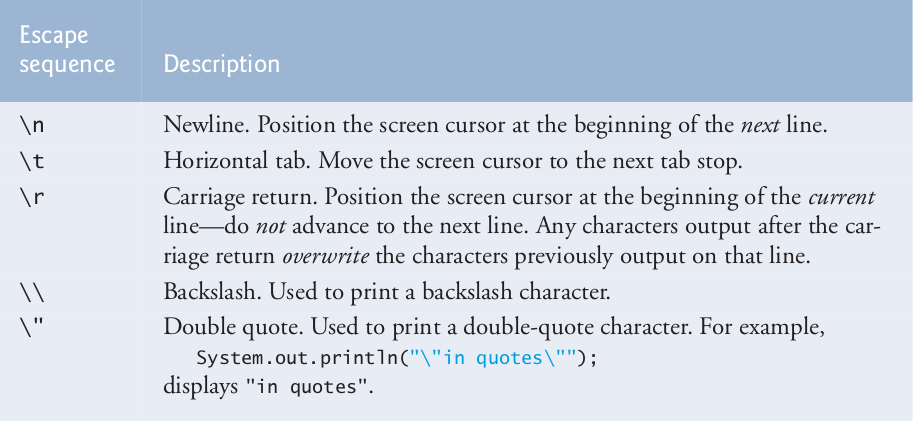 Escape
sequence Description
\n Newline. Position the screen cursor at the beginning of the next line.
\t Horizontal tab. Move the screen cursor to the next tab stop.
\r Carriage return. Position the screen cursor at the beginning of the current
line—do not advance to the next line. Any characters output after the car-
riage return overwrite the characters previously output on that line.
\\ Backslash. Used to print a backslash character.
\" Double quote. Used to print a double-quote character. For example,
System.out.println("\"in quotes\"");
displays "in quotes".